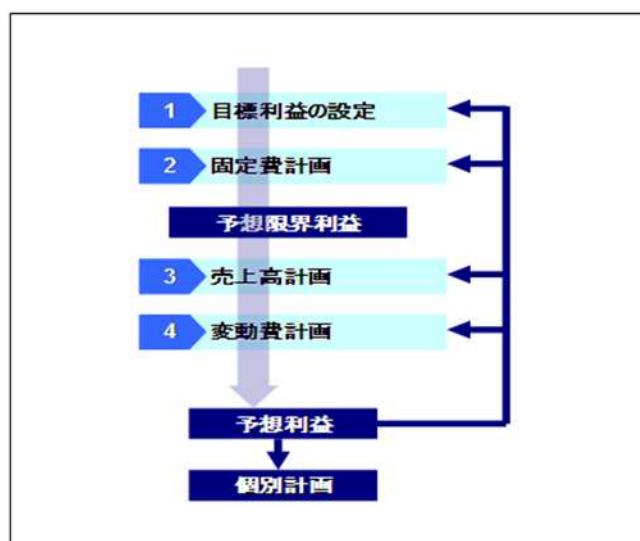 1 目標利益の設定
2 固定費計画
予想限界利益
3 売上高計画
4 変動費計画
予想利益
個別計画